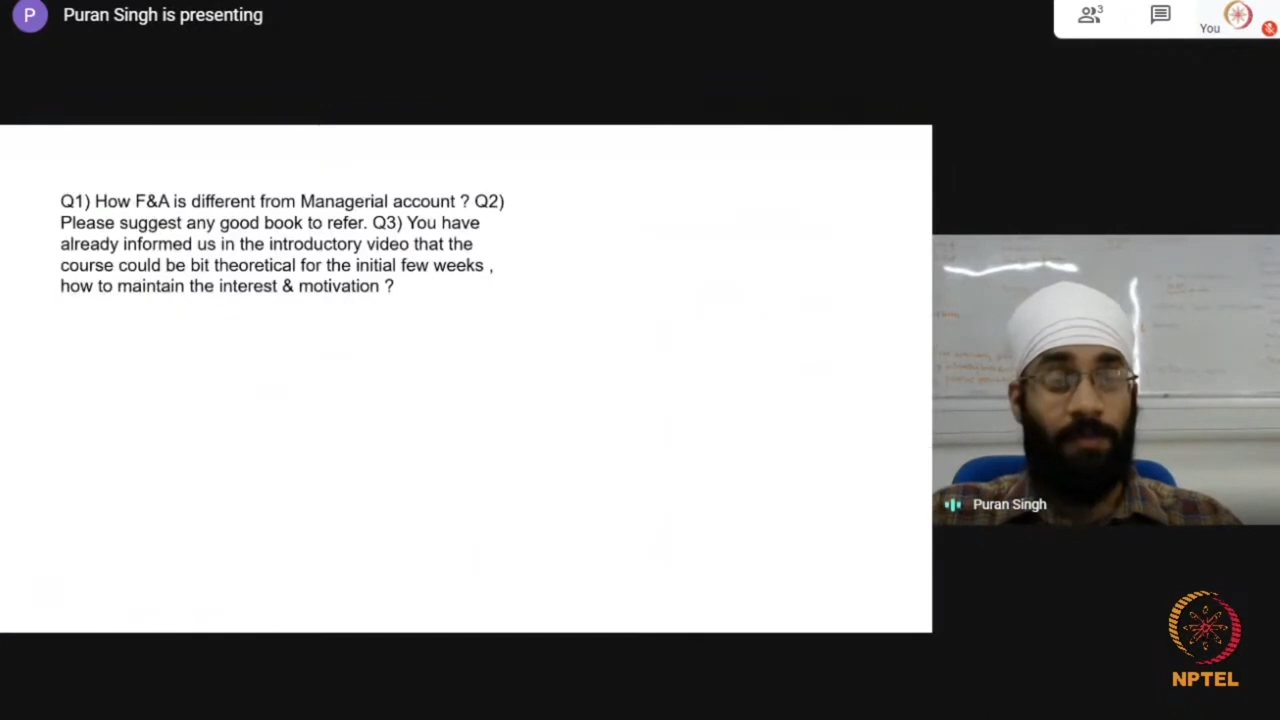 P
Puran Singh is presenting
3
You
Q1) How F&A is different from Managerial account ? Q2)
Please suggest any good book to refer. Q3) You have
already informed us in the introductory video that the
course could be bit theoretical for the initial few weeks ,
how to maintain the interest & motivation ?
Puran Singh
NPTEL